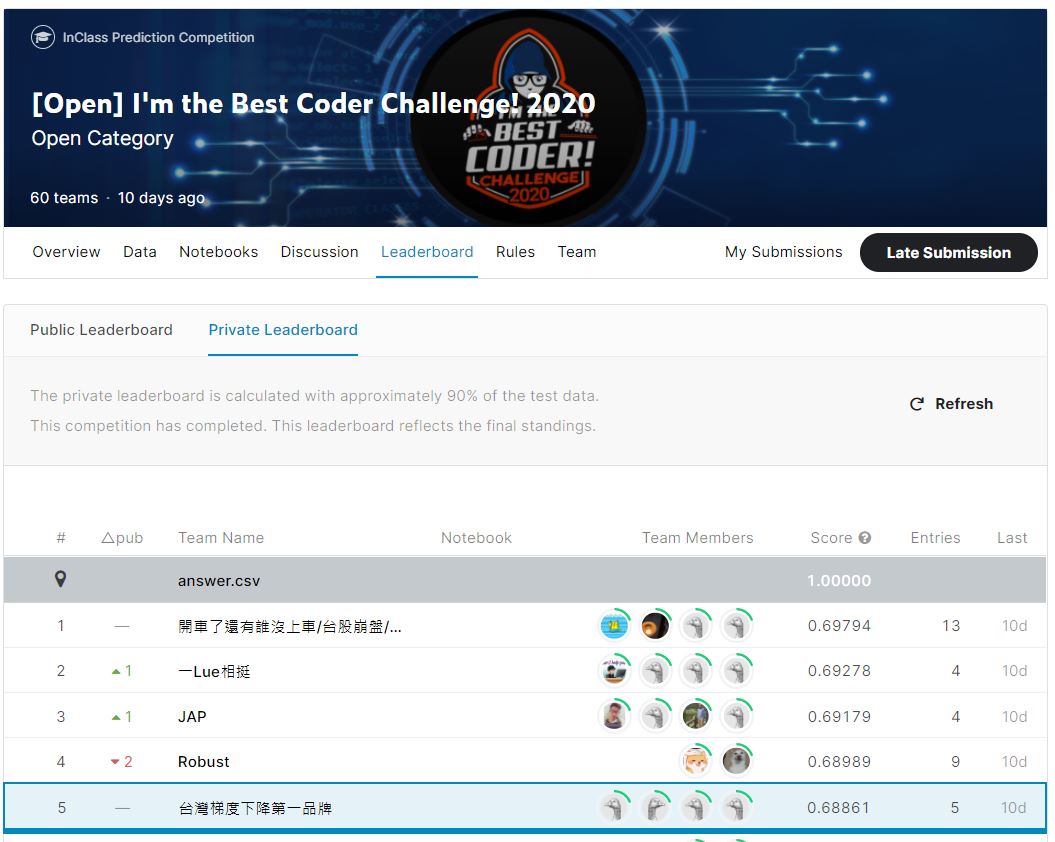 InClass Prediction Competition
[Open] I'm the Best Coder Challenge! 2020
Open Category
I'M THE
BEST
CODER!
CHALLENGE
2020
60 teams · 10 days ago
Overview Data Notebooks Discussion Leaderboard Rules Team My Submissions Late Submission
Public Leaderboard Private Leaderboard
The private leaderboard is calculated with approximately 90% of the test data.
This competition has completed. This leaderboard reflects the final standings.
Refresh
# △pub Team Name Notebook Team Members Score Entries Last
answer.csv 1.00000
1 — 開車了還有誰沒上車/台股崩盤/... 0.69794 13 10d
2 1 一Lue相挺 0.69278 4 10d
3 1 JAP 0.69179 4 10d
4 2 Robust 0.68989 9 10d
5 — 台灣梯度下降第一品牌 0.68861 5 10d